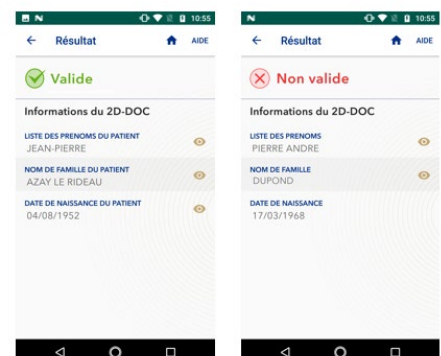 10:55
Résultat
AIDE
Valide
Informations du 2D-DOC
LISTE DES PRENOMS DU PATIENT
JEAN-PIERRE
NOM DE FAMILLE DU PATIENT
AZAY LE RIDEAU
DATE DE NAISSANCE DU PATIENT
04/08/1952
10:55
Résultat
AIDE
Non valide
Informations du 2D-DOC
LISTE DES PRENOMS
PIERRE ANDRE
NOM DE FAMILLE
DUPOND
DATE DE NAISSANCE
17/03/1968